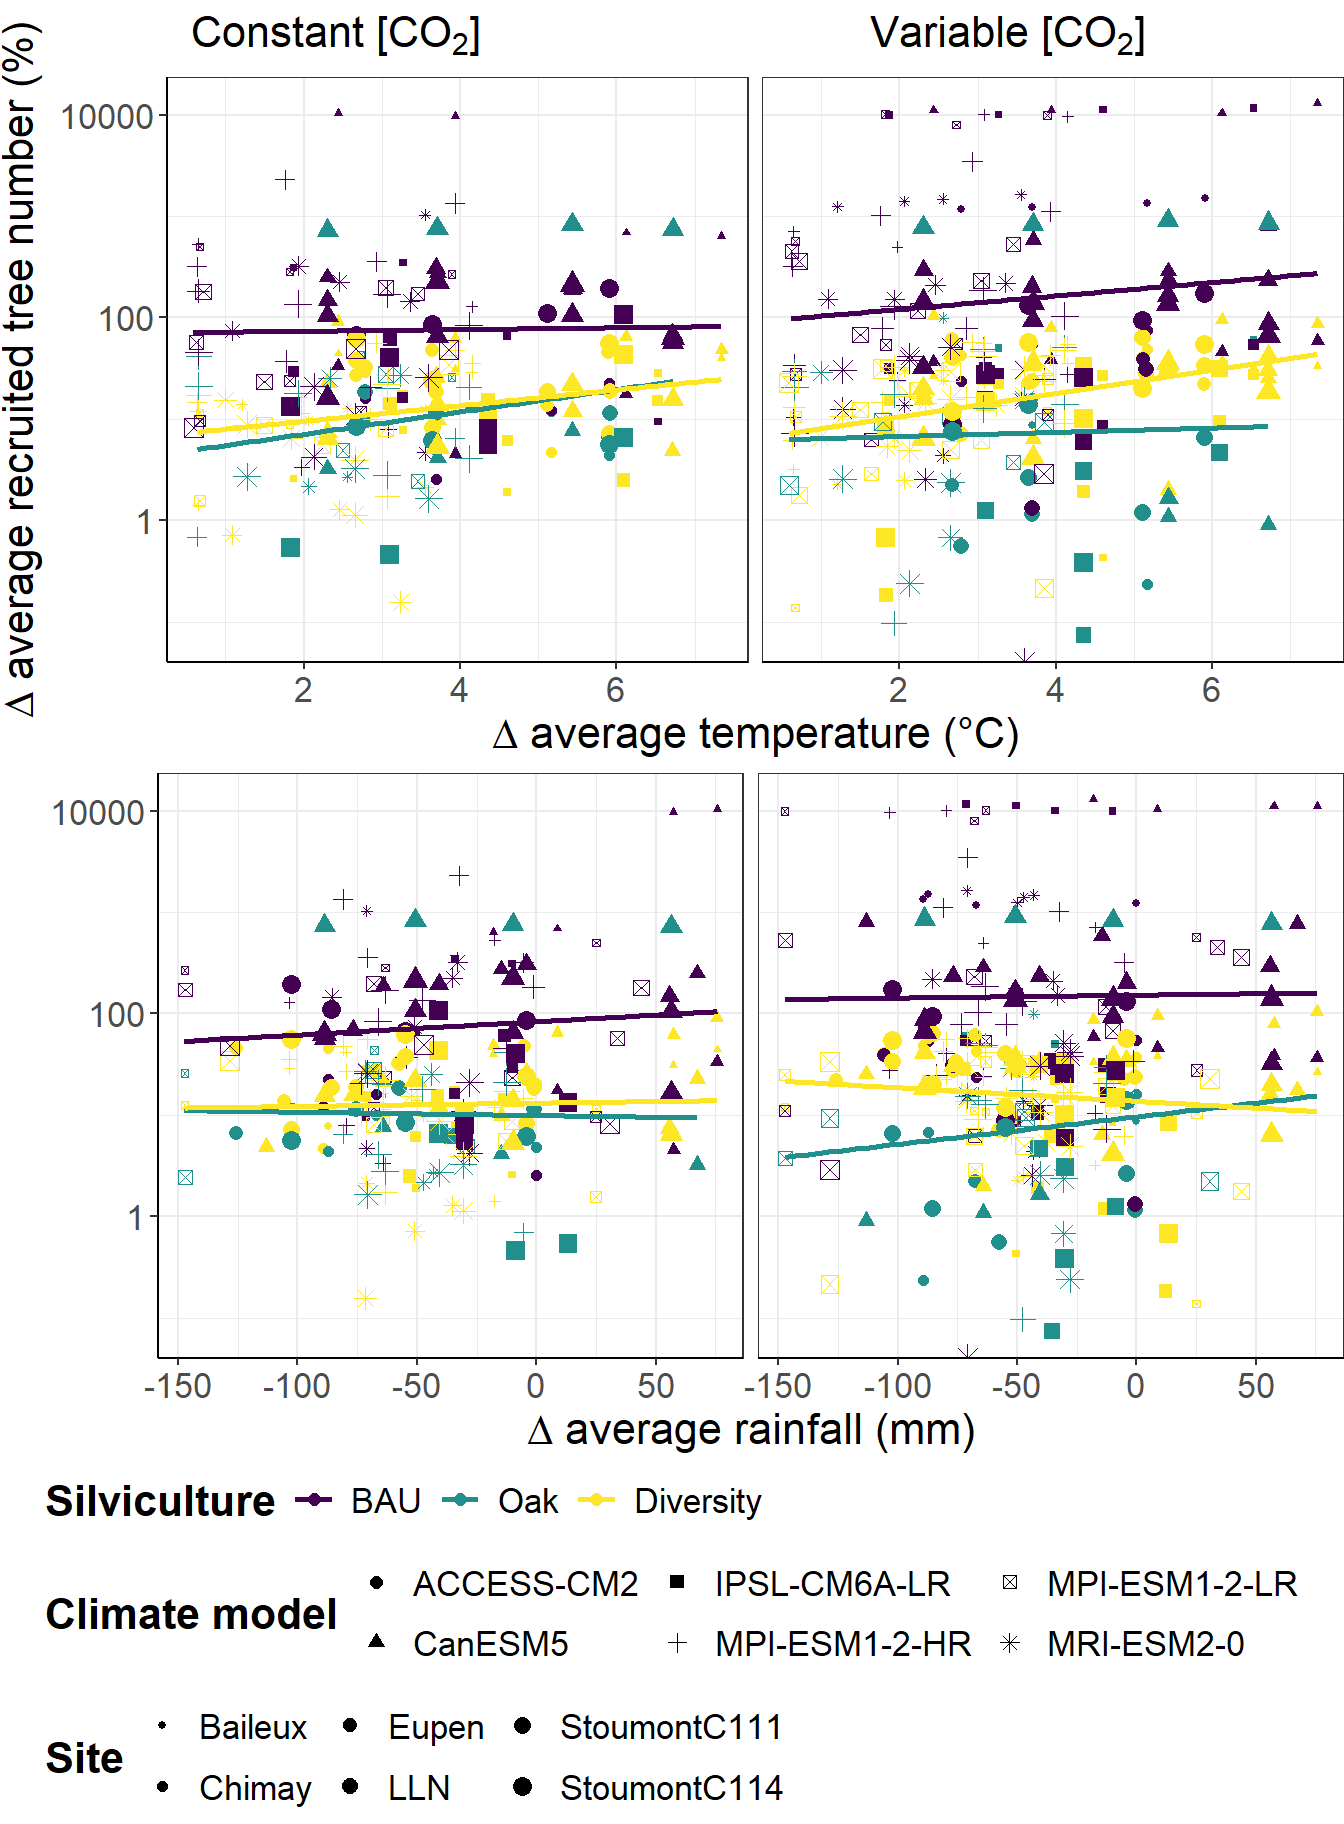 Constant [CO2] Variable [CO2]
Δ average recruited tree number (%)
10000
100
1
2 4 6 2 4 6
Δ average temperature (°C)
10000
100
1
-150 -100 -50 0 50 -150 -100 -50 0 50
Δ average rainfall (mm)
Silviculture BAU Oak Diversity
Climate model
ACCESS-CM2 IPSL-CM6A-LR MPI-ESM1-2-LR
CanESM5 MPI-ESM1-2-HR MRI-ESM2-0
Site
Baileux Eupen StoumontC111
Chimay LLN StoumontC114